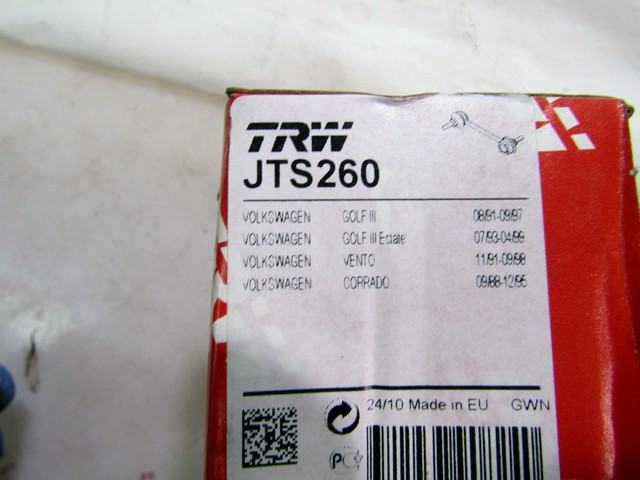 TRW
JTS260
VOLKSWAGEN GOLF III 08/91-09/97
VOLKSWAGEN GOLF III Estate 07/93-04/99
VOLKSWAGEN VENTO 11/91-09/98
VOLKSWAGEN CORRADO 09/88-12/95
24/10 Made in EU GWN